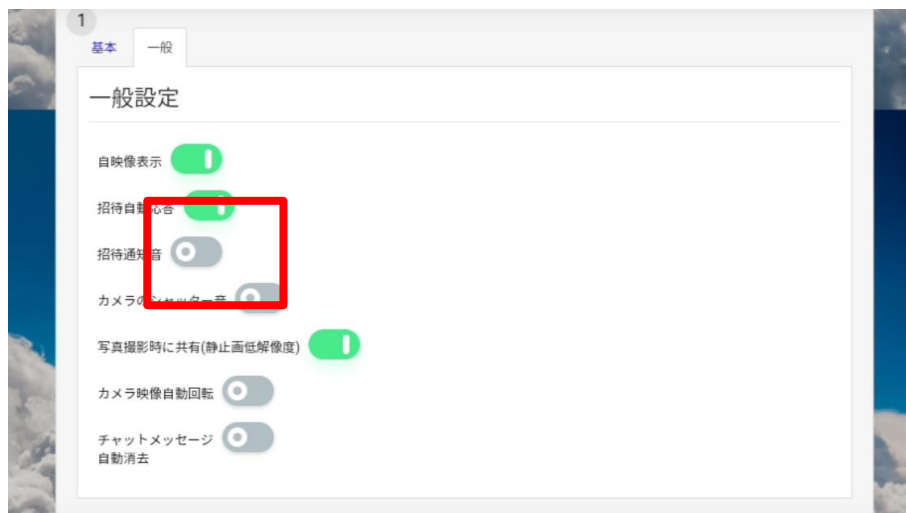 1
基本
一般
一般設定
自映像表示
招待自動応答
招待通知音
カメラのシャッター音
写真撮影時に共有(静止画低解像度)
カメラ映像自動回転
チャットメッセージ
自動消去